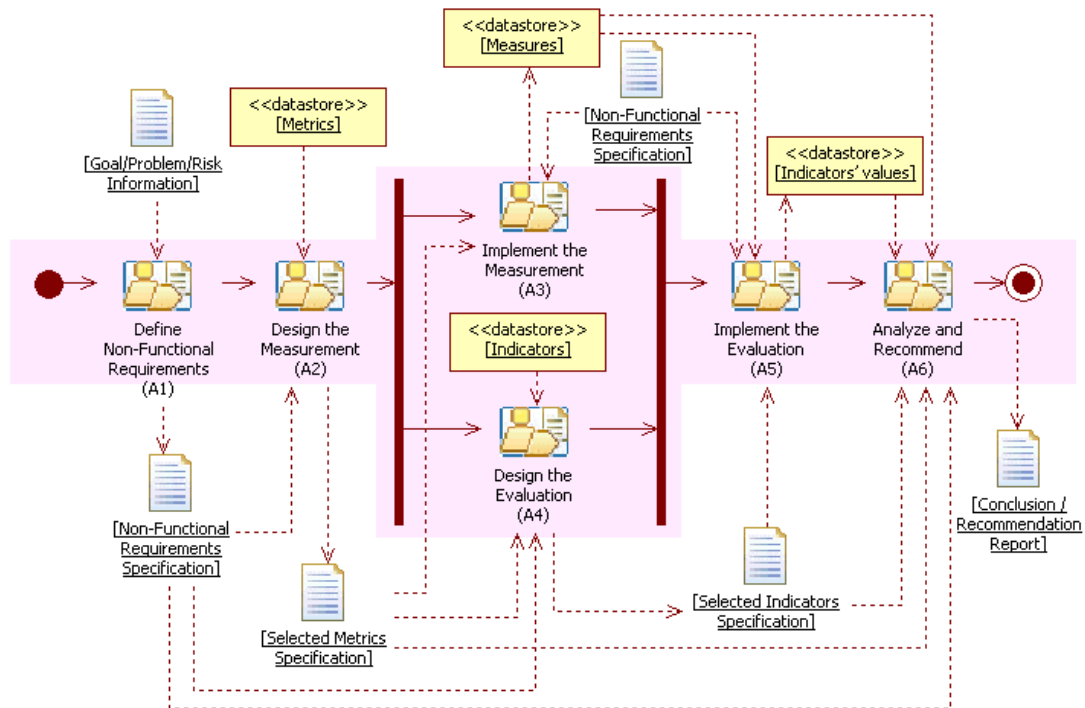 <<datastore>>
[Measures]
[Non-Functional
Requirements
Specification]
<<datastore>>
[Metrics]
[Goal/Problem/Risk
Information]
<<datastore>>
[Indicators' values]
Define
Non-Functional
Requirements
(A1)
Design the
Measurement
(A2)
Implement the
Measurement
(A3)
<<datastore>>
[Indicators]
Design the
Evaluation
(A4)
Implement the
Evaluation
(A5)
Analyze and
Recommend
(A6)
[Non-Functional
Requirements
Specification]
[Selected Metrics
Specification]
[Selected Indicators
Specification]
[Conclusion /
Recommendation
Report]